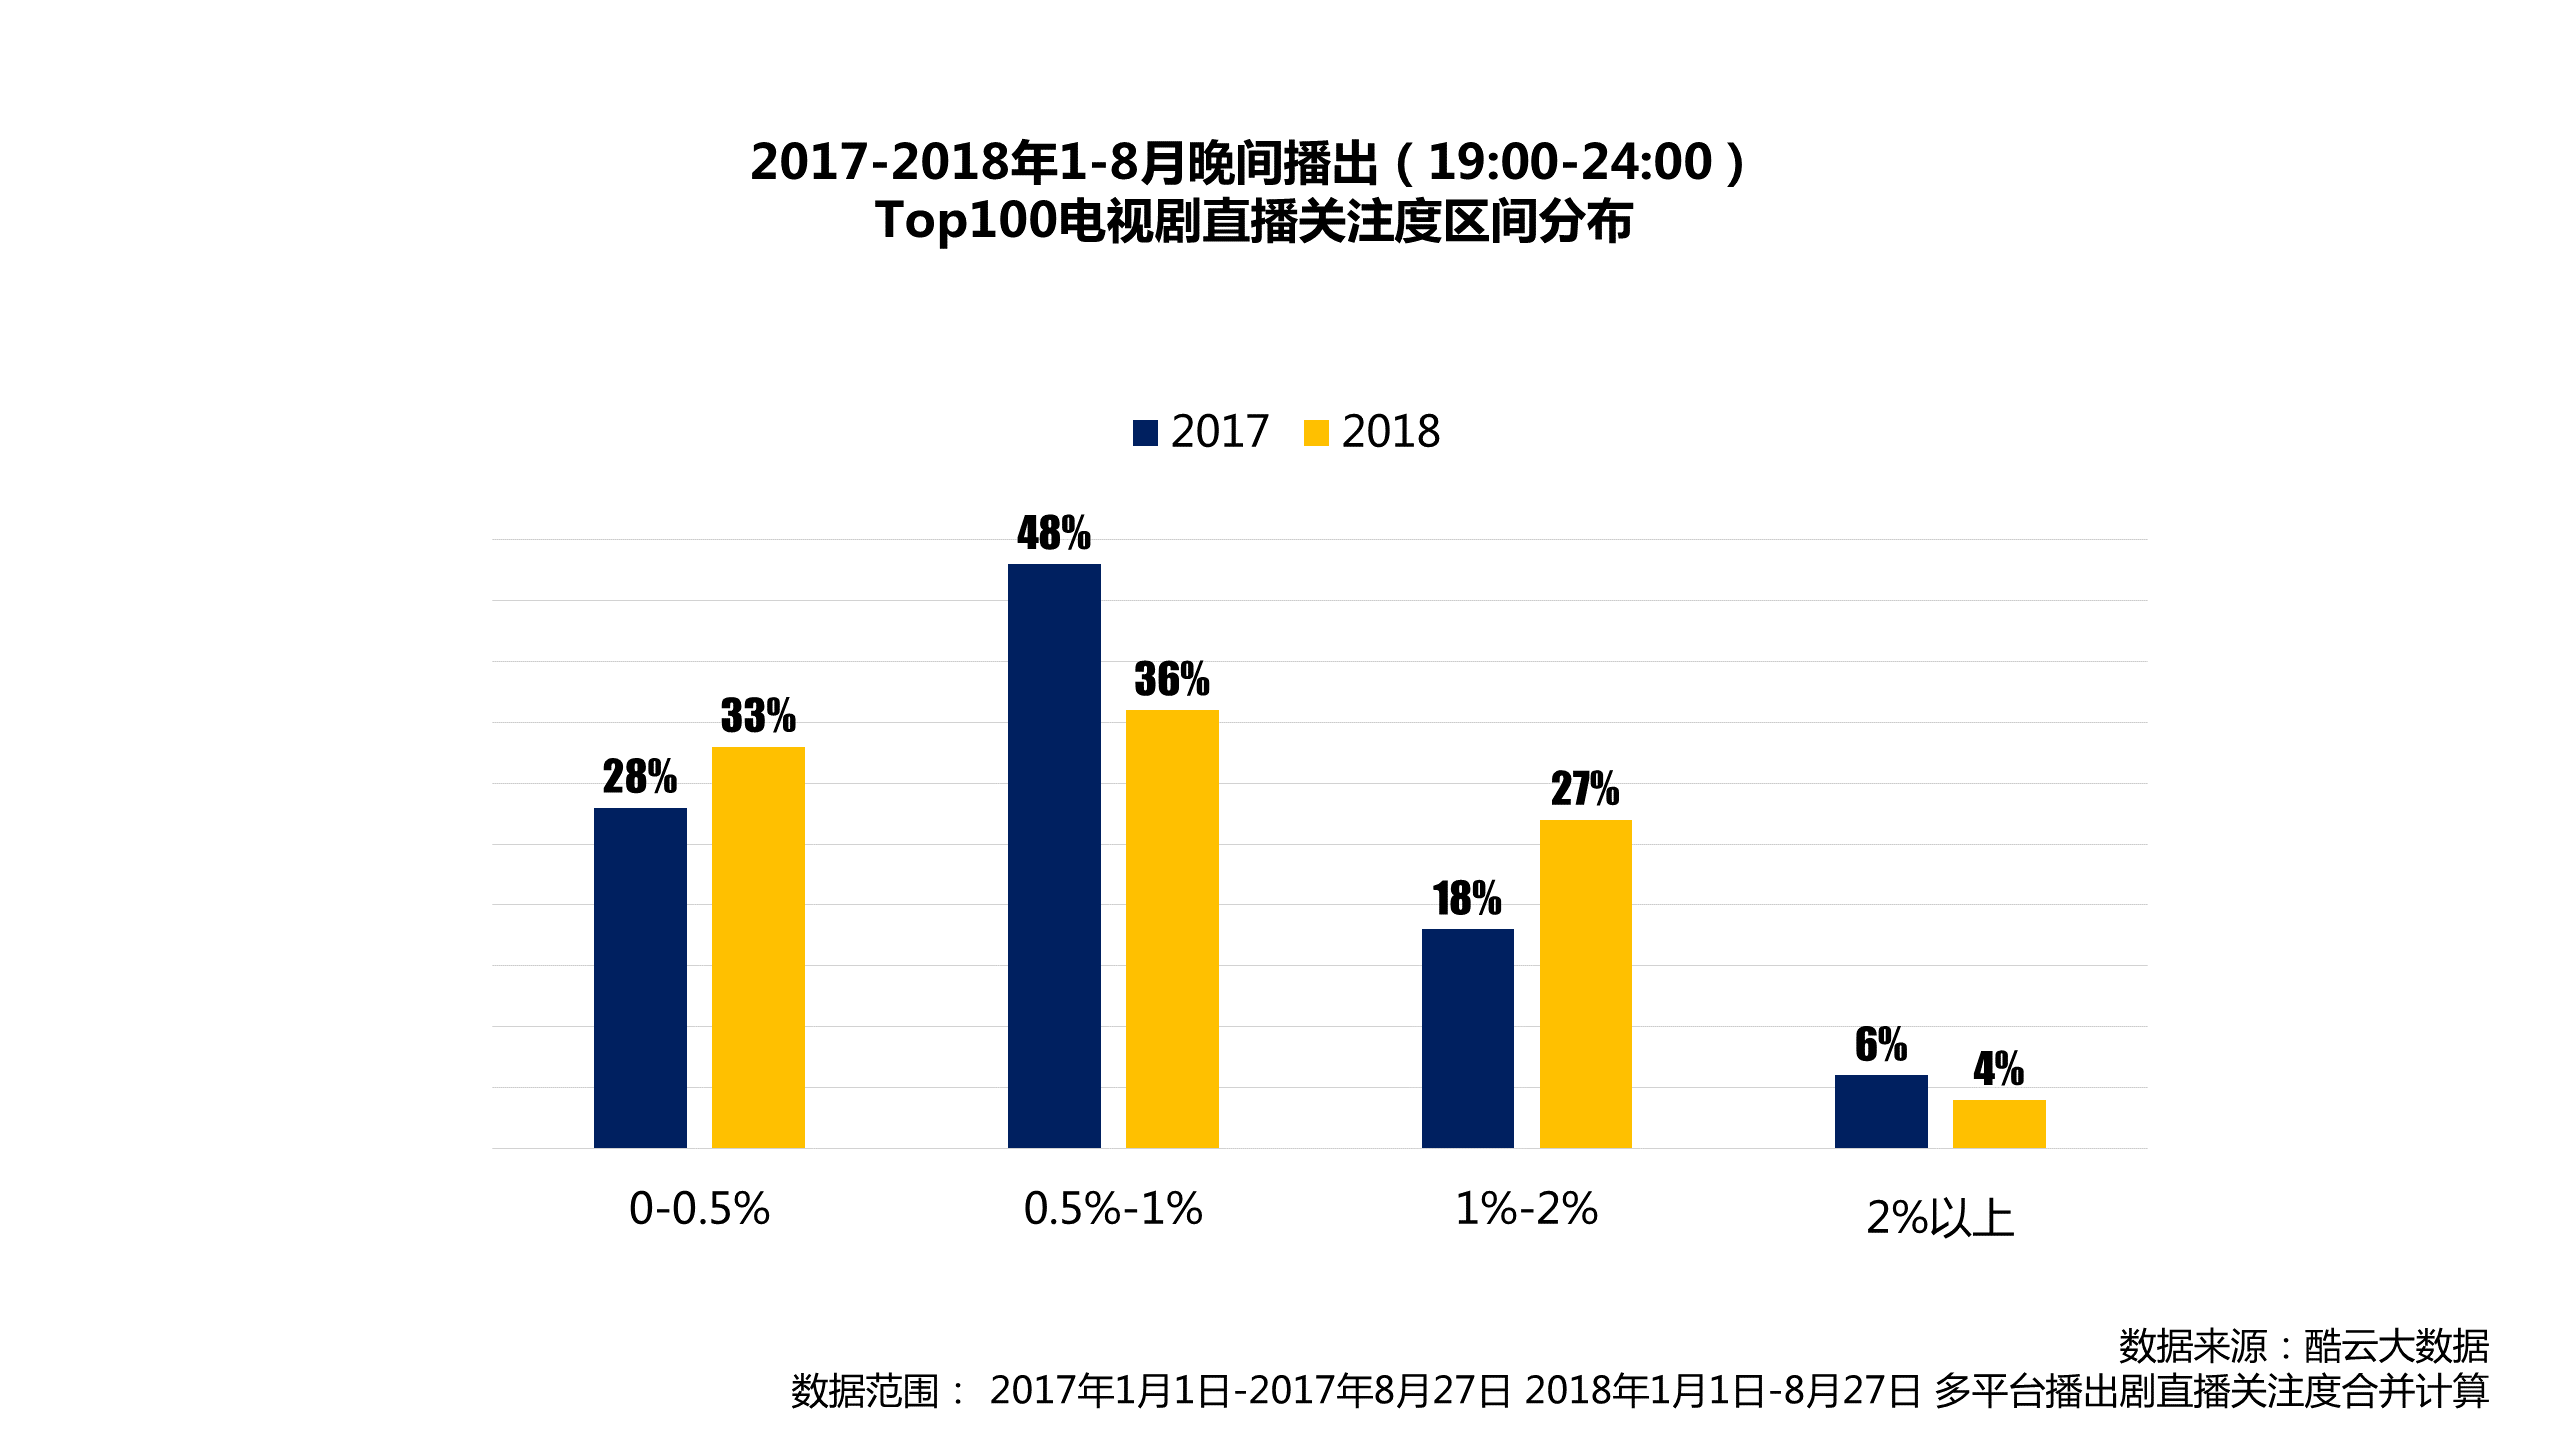 2017-2018年1-8月晚间播出（19:00-24:00）
Top100电视剧直播关注度区间分布
2017 2018
48%
36%
33%
28%
27%
18%
6%
4%
0-0.5% 0.5%-1% 1%-2% 2%以上
数据来源：酷云大数据
数据范围： 2017年1月1日-2017年8月27日 2018年1月1日-8月27日 多平台播出剧直播关注度合并计算